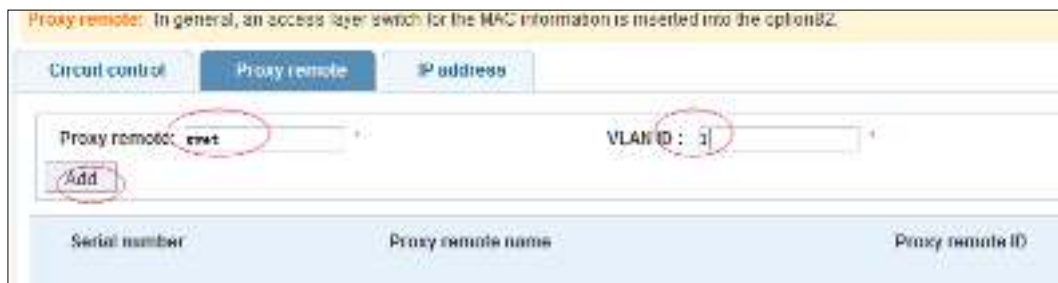 Proxy remote: In general, an access layer switch for the MAC information is inserted into the option82.
Circuit control Proxy remote IP address
Proxy remote: * VLAN ID : 1 *
Add
Serial number Proxy remote name Proxy remote ID